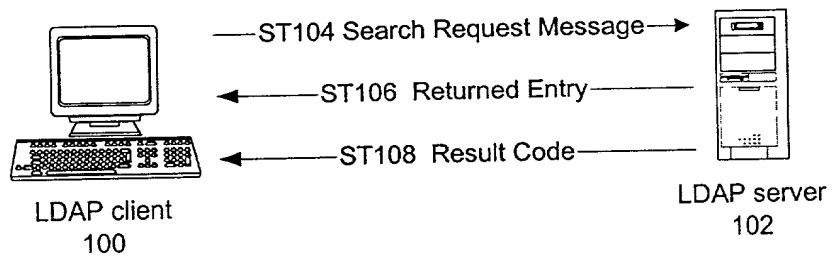 ST104 Search Request Message
ST106 Returned Entry
ST108 Result Code
LDAP client
100
LDAP server
102